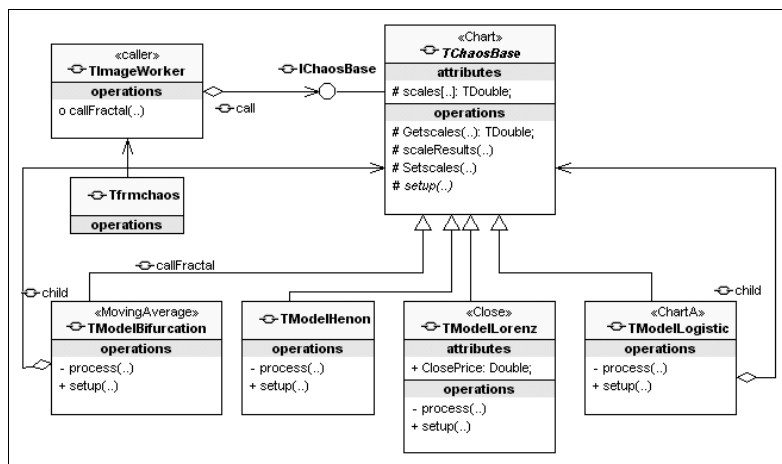 «caller»
TImageWorker
operations
o callFractal(..)
IChaosBase
call
«Chart»
TChaosBase
attributes
# scales[..]: TDouble;
operations
# Getscales(..): TDouble;
# scaleResults(..)
# Setscales(..)
# setup(..)
Tfrmchaos
operations
callFractal
child
child
«MovingAverage»
TModelBifurcation
operations
- process(..)
+ setup(..)
TModelHenon
operations
- process(..)
+ setup(..)
«Close»
TModelLorenz
attributes
+ ClosePrice: Double;
operations
- process(..)
+ setup(..)
«ChartA»
TModelLogistic
operations
- process(..)
+ setup(..)